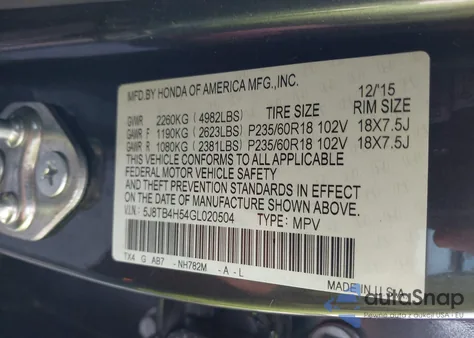 MFD.BY HONDA OF AMERICA MFG.,INC. 12/'15
GVWR 2260KG (4982LBS) TIRE SIZE RIM SIZE
GAWR F 1190KG (2623LBS) P235/60R18 102V 18X7.5J
GAWR R 1080KG (2381LBS) P235/60R18 102V 18X7.5J
THIS VEHICLE CONFORMS TO ALL APPLICABLE
FEDERAL MOTOR VEHICLE SAFETY
AND THEFT PREVENTION STANDARDS IN EFFECT
ON THE DATE OF MANUFACTURE SHOWN ABOVE.
V.I.N.: 5J8TB4H54GL020504 TYPE: MPV
TX4 G AB7 -NH782M -A-L
MADE IN U.S.A.
autoSnap